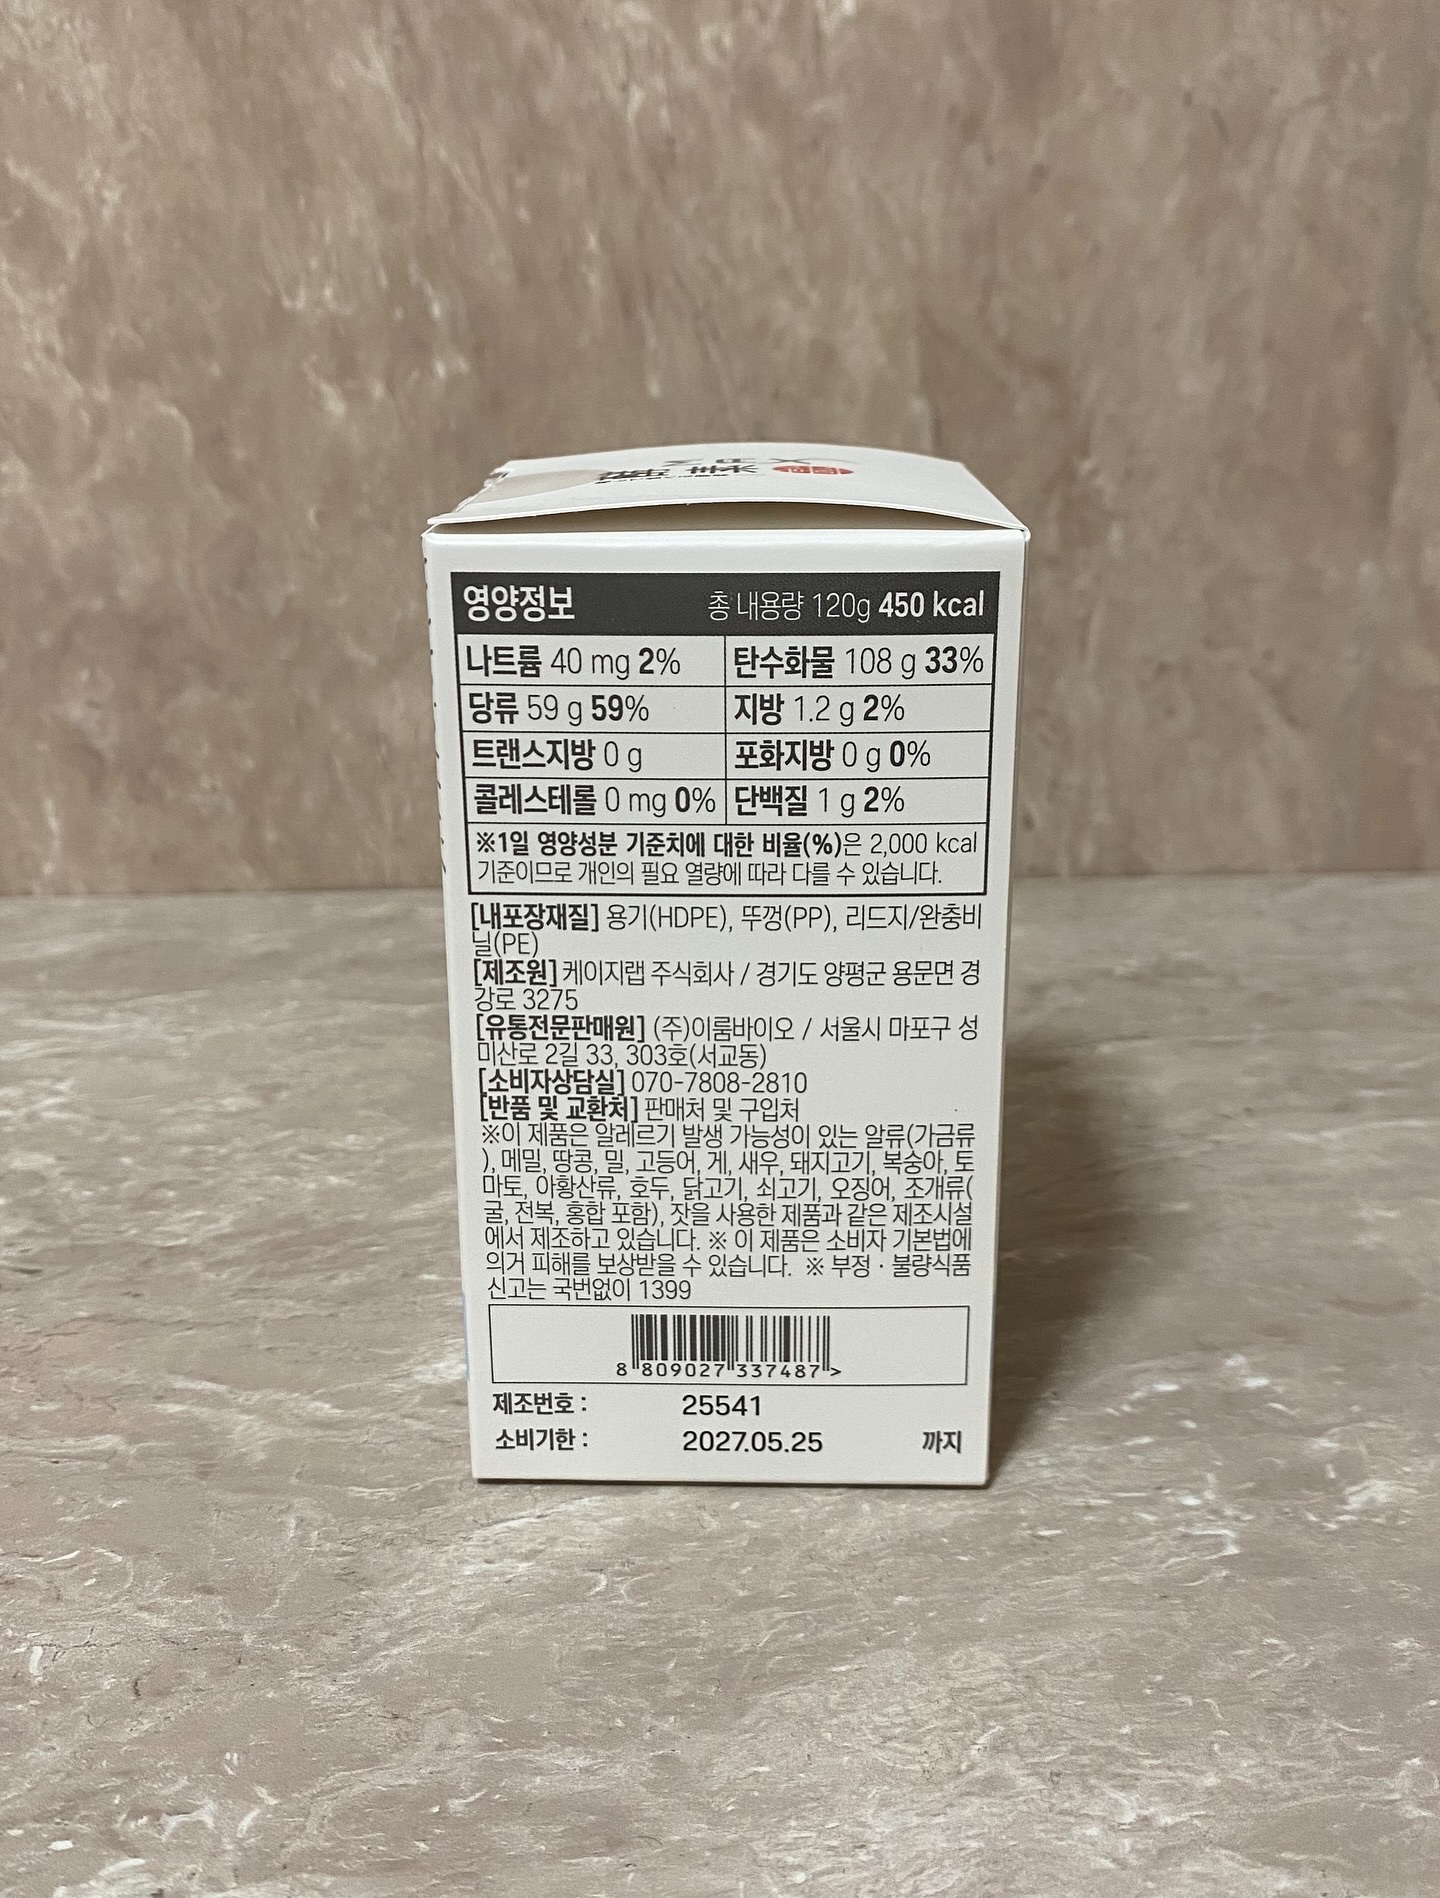 영양정보 총 내용량 120g 450 kcal
나트륨 40 mg 2% 탄수화물 108 g 33%
당류 59 g 59% 지방 1.2 g 2%
트랜스지방 0 g 포화지방 0 g 0%
콜레스테롤 0 mg 0% 단백질 1 g 2%
※1일 영양성분 기준치에 대한 비율(%)은 2,000 kcal
기준이므로 개인의 필요 열량에 따라 다를 수 있습니다.
[내포장재질] 용기(HDPE), 뚜껑(PP), 리드지/완충비
닐(PE)
[제조원] 케이지랩 주식회사 / 경기도 양평군 용문면 경
강로 3275
[유통전문판매원] (주)이룸바이오 / 서울시 마포구 성
미산로 2길 33, 303호(서교동)
[소비자상담실] 070-7808-2810
[반품 및 교환처] 판매처 및 구입처
※이 제품은 알레르기 발생 가능성이 있는 알류(가금류
), 메밀, 땅콩, 밀, 고등어, 게, 새우, 돼지고기, 복숭아, 토
마토, 아황산류, 호두, 닭고기, 쇠고기, 오징어, 조개류(
굴, 전복, 홍합 포함), 잣을 사용한 제품과 같은 제조시설
에서 제조하고 있습니다. ※ 이 제품은 소비자 기본법에
의거 피해를 보상받을 수 있습니다. ※ 부정 · 불량식품
신고는 국번없이 1399
8 809027 337487 >
제조번호 : 25541
소비기한 : 2027.05.25 까지